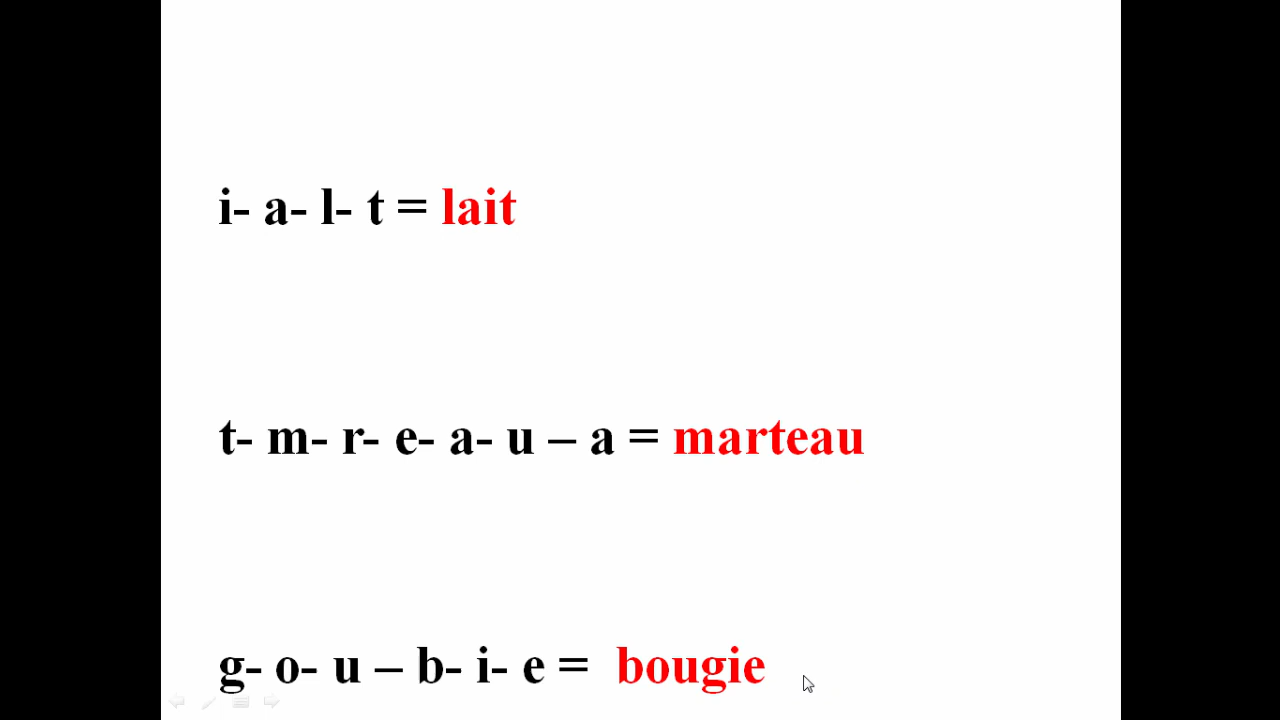 i- a- l- t = lait
t- m- r- e- a- u – a = marteau
g- o- u – b- i- e = bougie